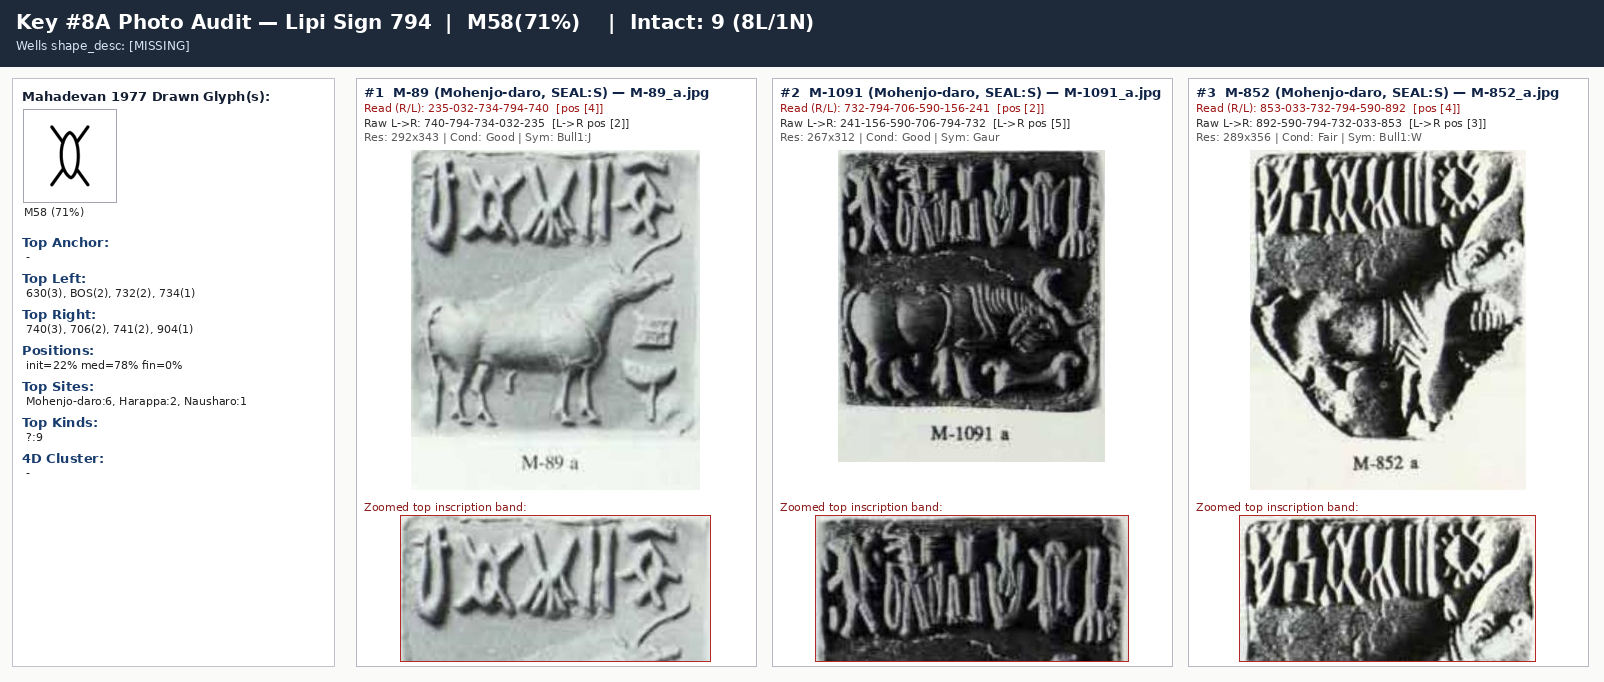 Key #8A Photo Audit — Lipi Sign 794 | M58(71%) | Intact: 9 (8L/1N)
Wells shape_desc: [MISSING]
Mahadevan 1977 Drawn Glyph(s):
M58 (71%)
Top Anchor:
-
Top Left:
630(3), BOS(2), 732(2), 734(1)
Top Right:
740(3), 706(2), 741(2), 904(1)
Positions:
init=22% med=78% fin=0%
Top Sites:
Mohenjo-daro:6, Harappa:2, Nausharo:1
Top Kinds:
?:9
4D Cluster:
-
#1 M-89 (Mohenjo-daro, SEAL:S) — M-89_a.jpg
Read (R/L): 235-032-734-794-740 [pos [4]]
Raw L->R: 740-794-734-032-235 [L->R pos [2]]
Res: 292x343 | Cond: Good | Sym: Bull1:J
M-89 a
Zoomed top inscription band:
#2 M-1091 (Mohenjo-daro, SEAL:S) — M-1091_a.jpg
Read (R/L): 732-794-706-590-156-241 [pos [2]]
Raw L->R: 241-156-590-706-794-732 [L->R pos [5]]
Res: 267x312 | Cond: Good | Sym: Gaur
M-1091 a
Zoomed top inscription band:
#3 M-852 (Mohenjo-daro, SEAL:S) — M-852_a.jpg
Read (R/L): 853-033-732-794-590-892 [pos [4]]
Raw L->R: 892-590-794-732-033-853 [L->R pos [3]]
Res: 289x356 | Cond: Fair | Sym: Bull1:W
M-852 a
Zoomed top inscription band: